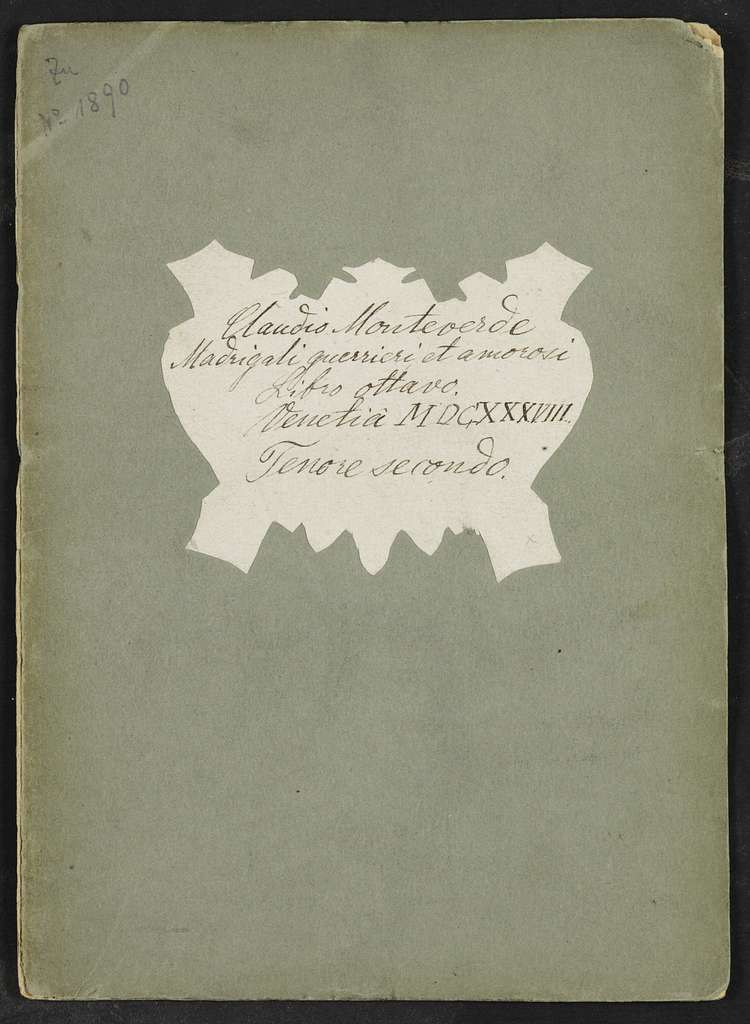 Zu
No 1890
Claudio Monteverde
Madrigali guerrieri et amorosi
Libro ottavo.
Venetia MDCXXXVIII.
Tenore secondo.